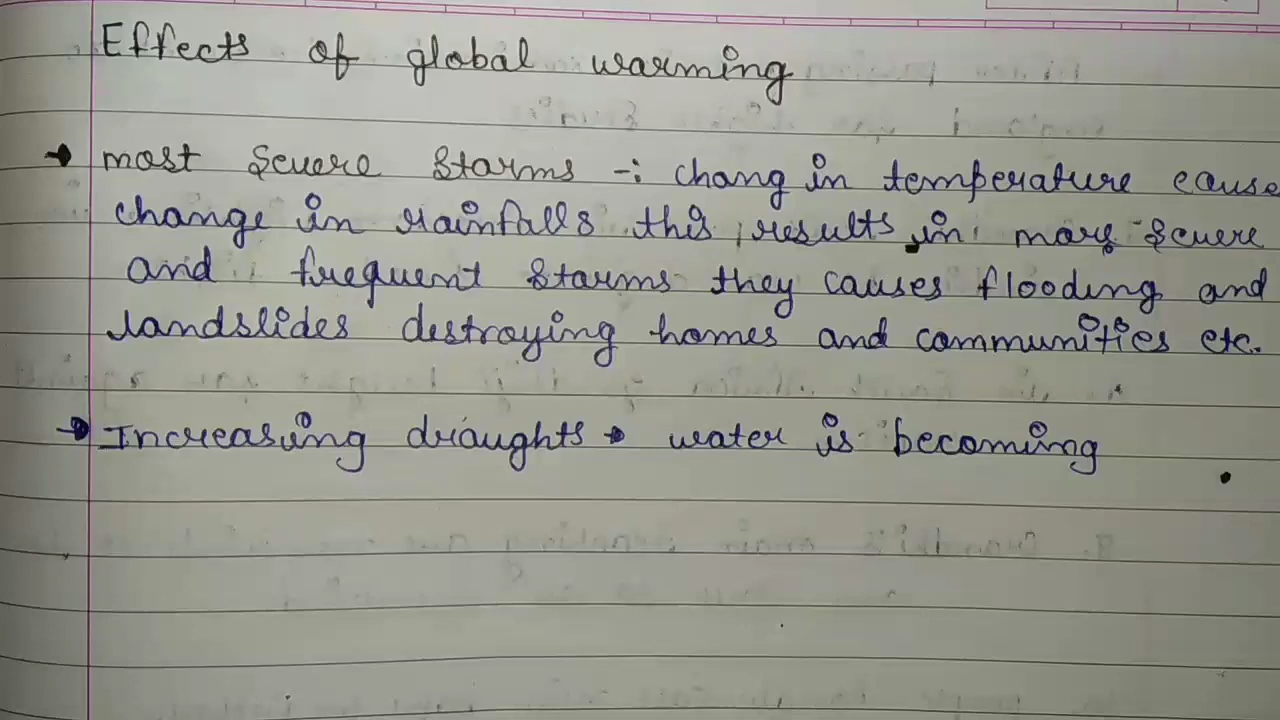 Effects of global warming
→ most severe storms -: chang in temperature cause
change in rainfalls this results in more severe
and frequent storms they causes flooding and
landslides destroying homes and communities etc.
→ Increasing draughts → water is becoming